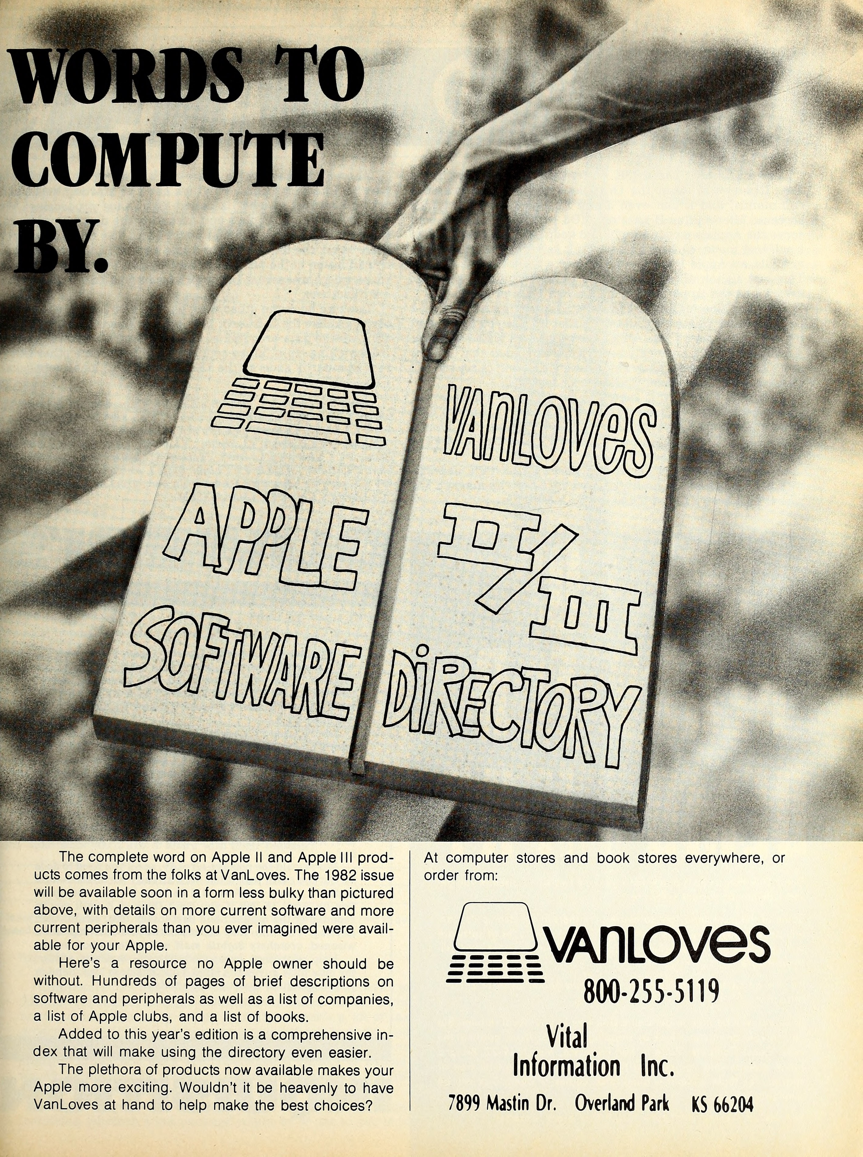 WORDS TO
COMPUTE
BY.
APPLE
SOFTWARE
VANLOVES
II/III
DIRECTORY
The complete word on Apple II and Apple III prod-
ucts comes from the folks at VanLoves. The 1982 issue
will be available soon in a form less bulky than pictured
above, with details on more current software and more
current peripherals than you ever imagined were avail-
able for your Apple.
Here's a resource no Apple owner should be
without. Hundreds of pages of brief descriptions on
software and peripherals as well as a list of companies,
a list of Apple clubs, and a list of books.
Added to this year's edition is a comprehensive in-
dex that will make using the directory even easier.
The plethora of products now available makes your
Apple more exciting. Wouldn't it be heavenly to have
VanLoves at hand to help make the best choices?
At computer stores and book stores everywhere, or
order from:
VANLOVES
800-255-5119
Vital
Information Inc.
7899 Mastin Dr. Overland Park KS 66204